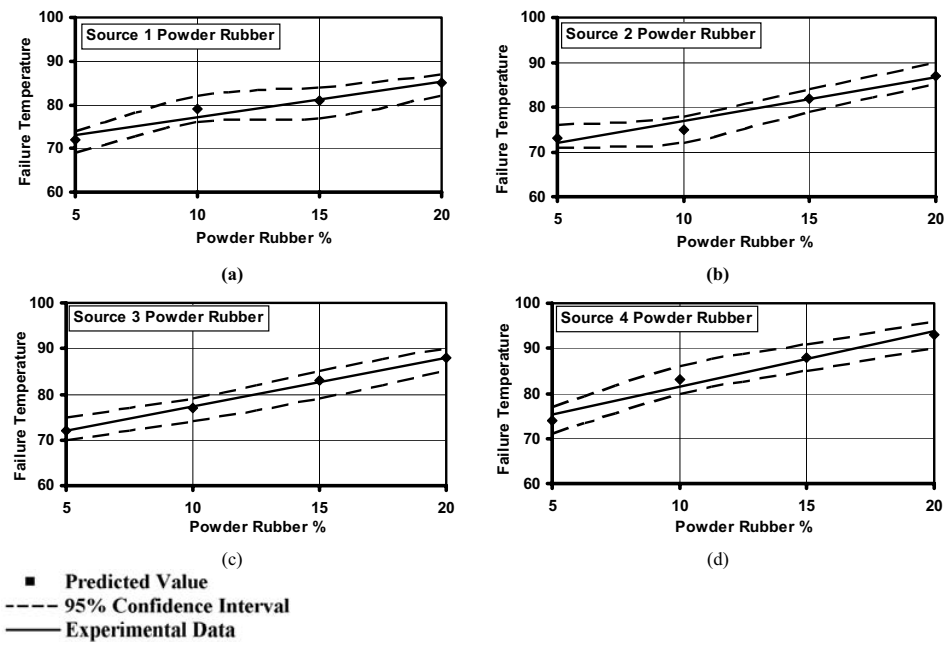 Source 1 Powder Rubber
Failure Temperature
100
90
80
70
60
5
10
15
20
Powder Rubber %
(a)
Source 2 Powder Rubber
Failure Temperature
100
90
80
70
60
5
10
15
20
Powder Rubber %
(b)
Source 3 Powder Rubber
Failure Temperature
100
90
80
70
60
5
10
15
20
Powder Rubber %
(c)
Source 4 Powder Rubber
Failure Temperature
100
90
80
70
60
5
10
15
20
Powder Rubber %
(d)
Predicted Value
95% Confidence Interval
Experimental Data